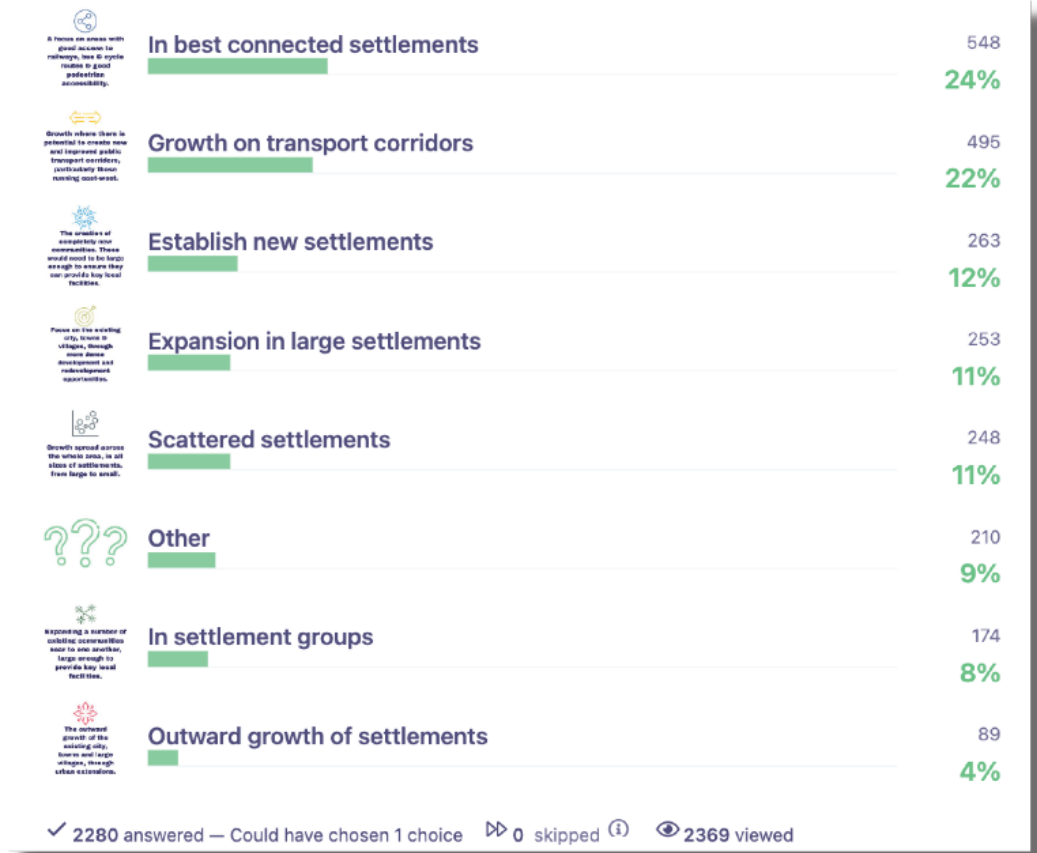 A focus on areas with
good access to
railways, bus & cycle
routes & good
pedestrian
accessibility.
In best connected settlements
548
24%
Growth where there is
potential to create new
and improved public
transport corridors,
particularly those
running east-west.
Growth on transport corridors
495
22%
The creation of
completely new
communities. These
would need to be large
enough to ensure they
can provide key local
facilities.
Establish new settlements
263
12%
Focus on the existing
city, towns &
villages, through
more dense
development and
redevelopment
opportunities.
Expansion in large settlements
253
11%
Growth spread across
the whole area, in all
sizes of settlements,
from large to small.
Scattered settlements
248
11%
???
Other
210
9%
Expanding a number of
existing communities
near to one another,
large enough to
provide key local
facilities.
In settlement groups
174
8%
The outward
growth of the
existing city,
towns and large
villages, through
urban extensions.
Outward growth of settlements
89
4%
2280 answered — Could have chosen 1 choice 0 skipped 2369 viewed